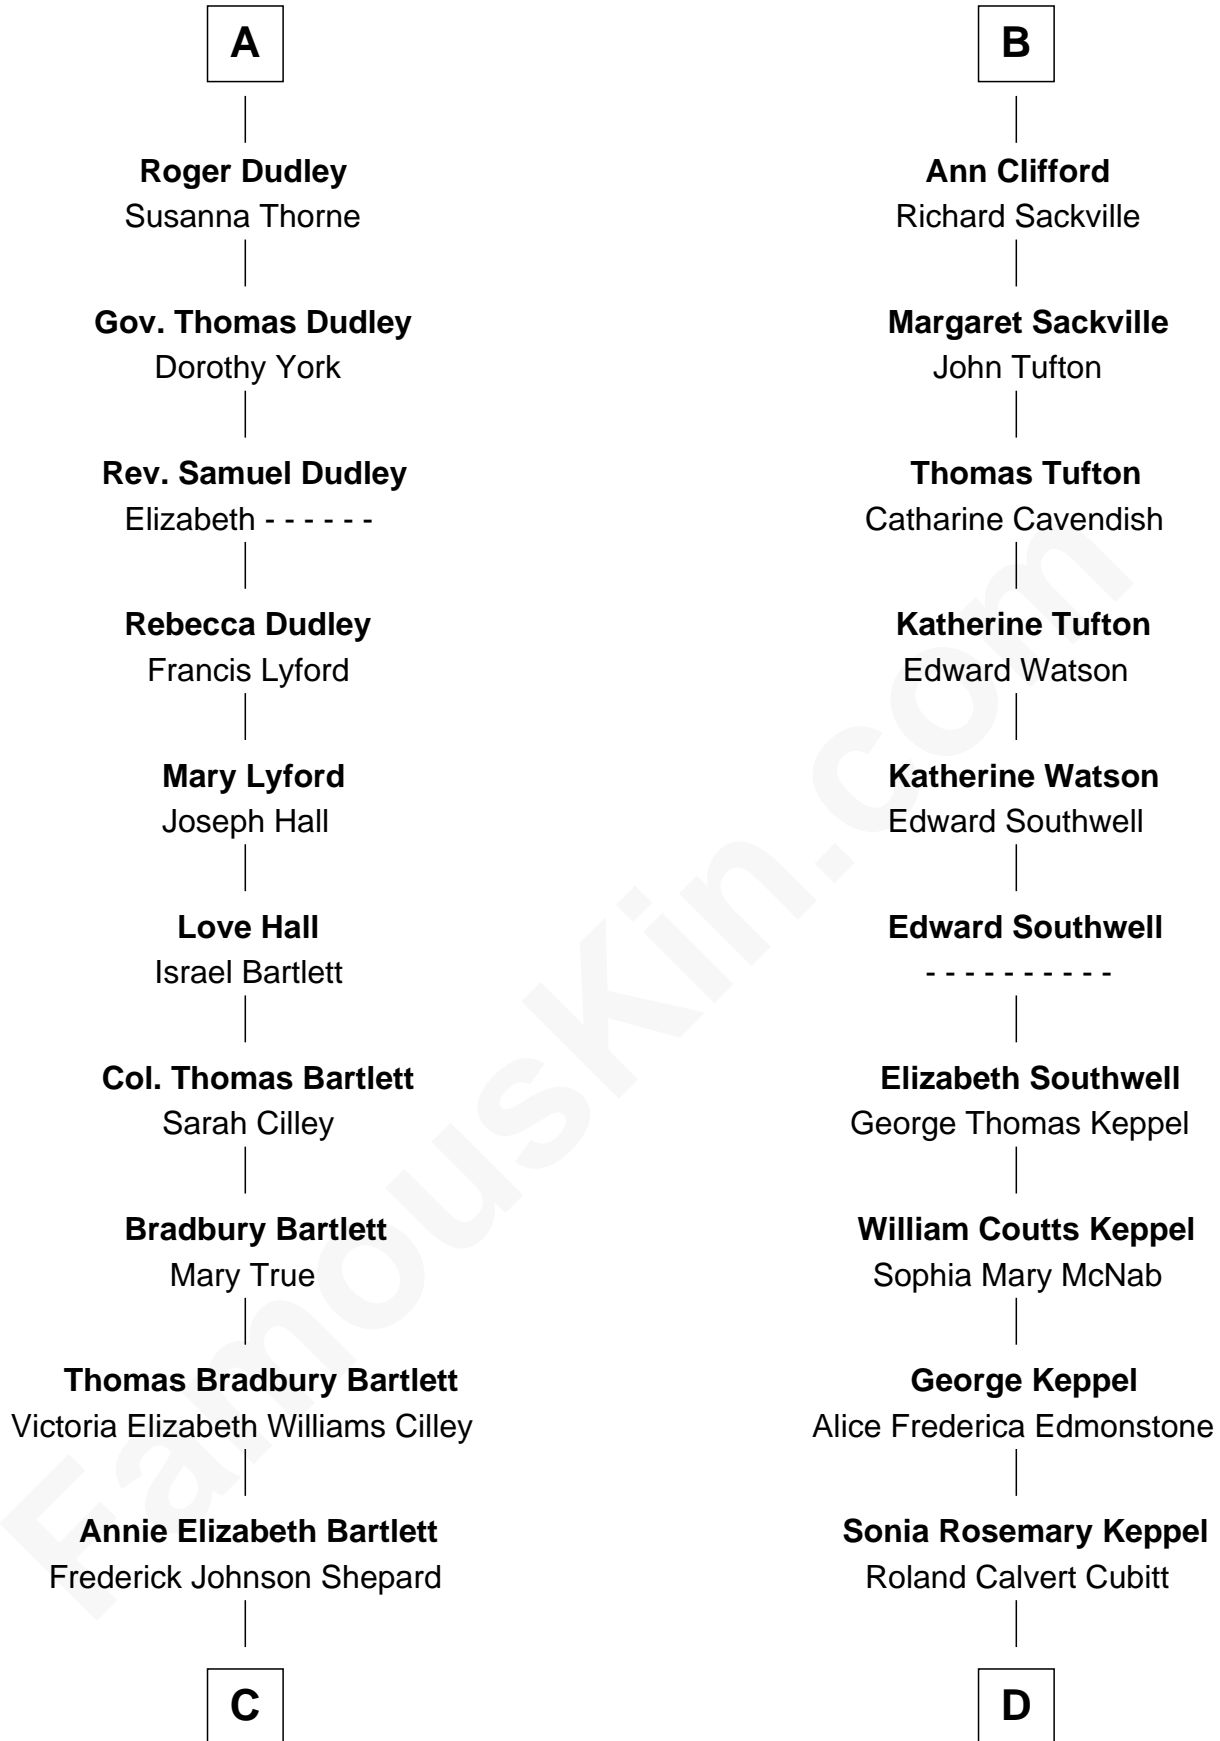 A
Roger Dudley
Susanna Thorne
Gov. Thomas Dudley
Dorothy York
Rev. Samuel Dudley
Elizabeth - - - - - -
Rebecca Dudley
Francis Lyford
Mary Lyford
Joseph Hall
Love Hall
Israel Bartlett
Col. Thomas Bartlett
Sarah Cilley
Bradbury Bartlett
Mary True
Thomas Bradbury Bartlett
Victoria Elizabeth Williams Cilley
Annie Elizabeth Bartlett
Frederick Johnson Shepard
C
B
Ann Clifford
Richard Sackville
Margaret Sackville
John Tufton
Thomas Tufton
Catharine Cavendish
Katherine Tufton
Edward Watson
Katherine Watson
Edward Southwell
Edward Southwell
- - - - - - - - - -
Elizabeth Southwell
George Thomas Keppel
William Coutts Keppel
Sophia Mary McNab
George Keppel
Alice Frederica Edmonstone
Sonia Rosemary Keppel
Roland Calvert Cubitt
D
FamousKin.com